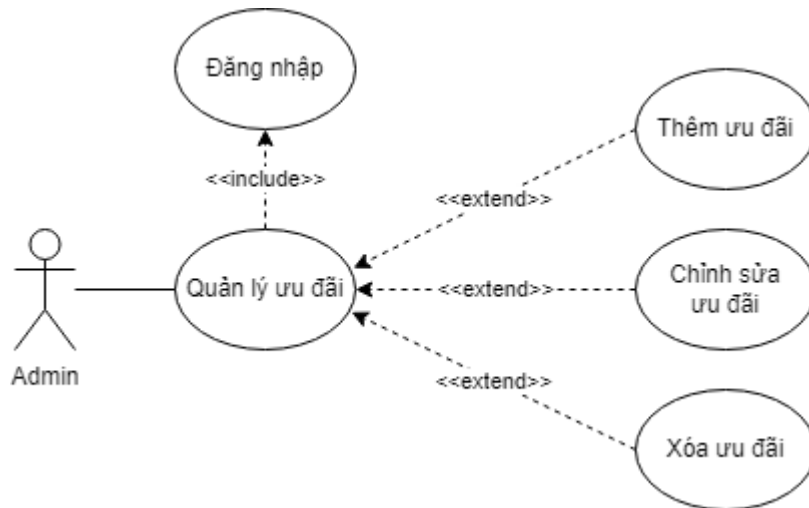 Đăng nhập
<<include>>
Thêm ưu đãi
<<extend>>
Quản lý ưu đãi
<<extend>>
Chỉnh sửa
ưu đãi
Admin
<<extend>>
Xóa ưu đãi